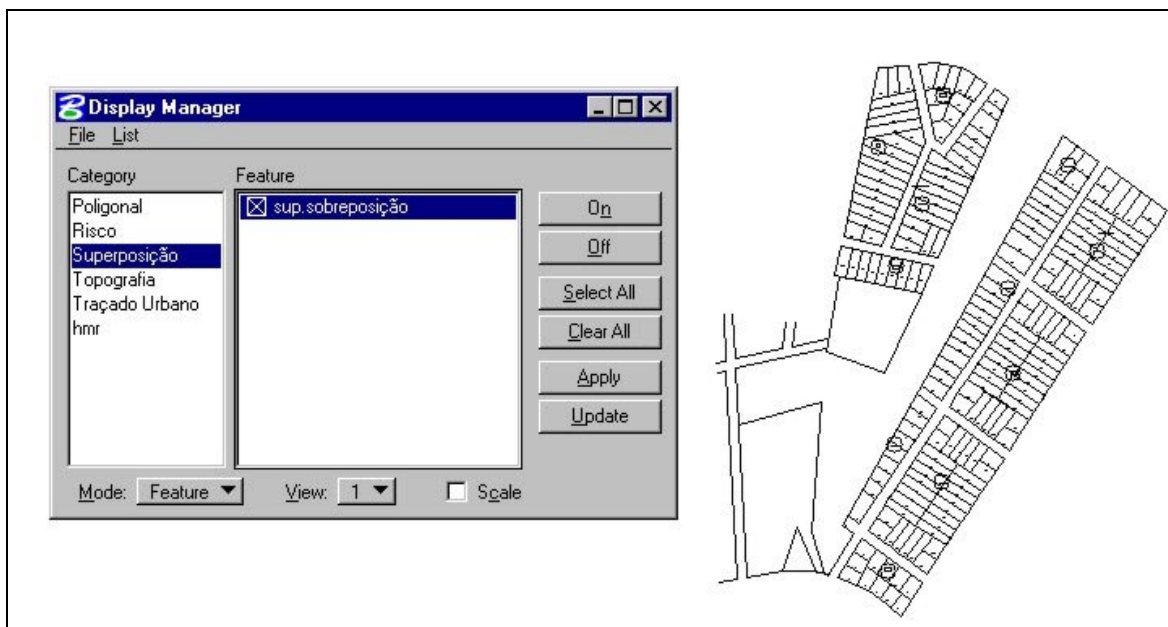 Display Manager
File List
Category
Feature
Poligonal
Risco
Superposição
Topografia
Traçado Urbano
hmr
sup.sobreposição
On
Off
Select All
Clear All
Apply
Update
Mode: Feature View: 1 Scale